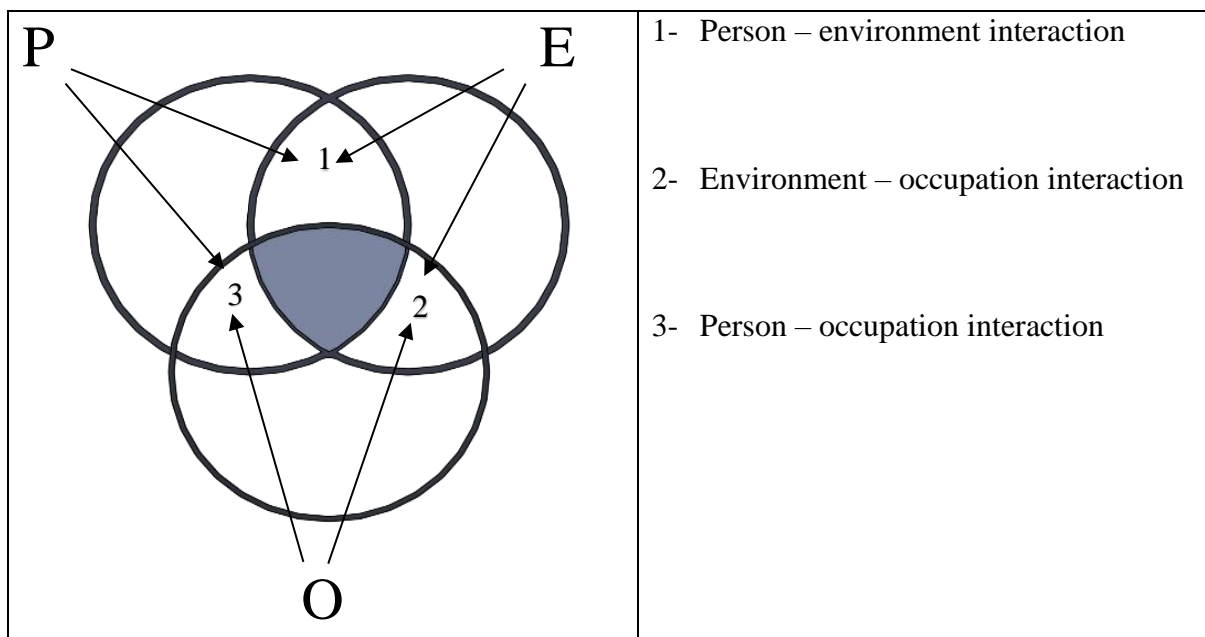 P
E
1
3
2
O
1- Person – environment interaction
2- Environment – occupation interaction
3- Person – occupation interaction